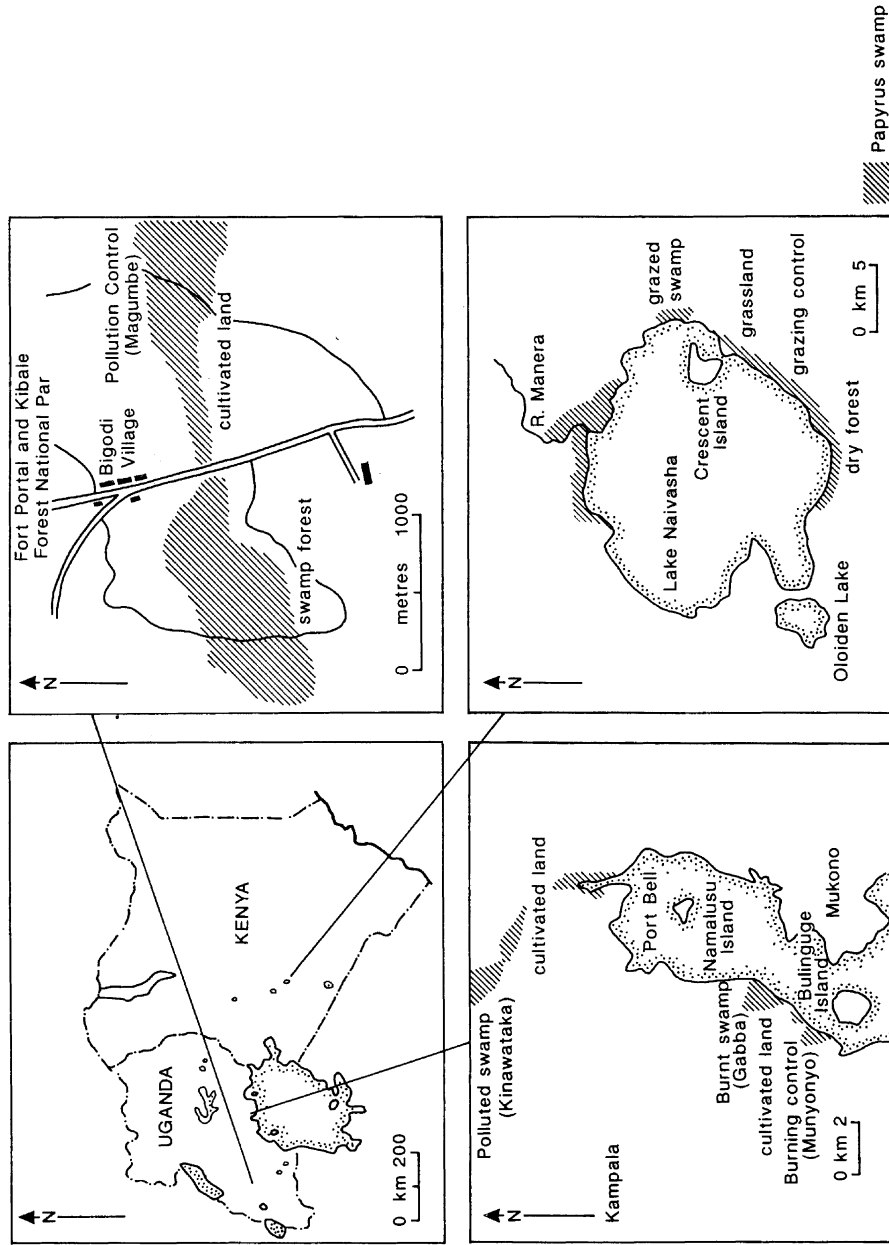 N
UGANDA
KENYA
0 km 200
N
Fort Portal and Kibale
Forest National Par
Bigodi
Village
Pollution Control
(Magumbe)
cultivated land
swamp forest
0 metres 1000
N
Kampala
Polluted swamp
(Kinawataka)
cultivated land
Port Bell
Namalusu
Island
Burnt swamp
(Gabba)
cultivated land
Burning control
(Munyonyo)
Bulinguge
Island
Mukono
0 km 2
N
R. Manera
grazed
swamp
Lake Naivasha
Crescent
Island
grassland
grazing control
dry forest
Oloiden Lake
0 km 5
Papyrus swamp